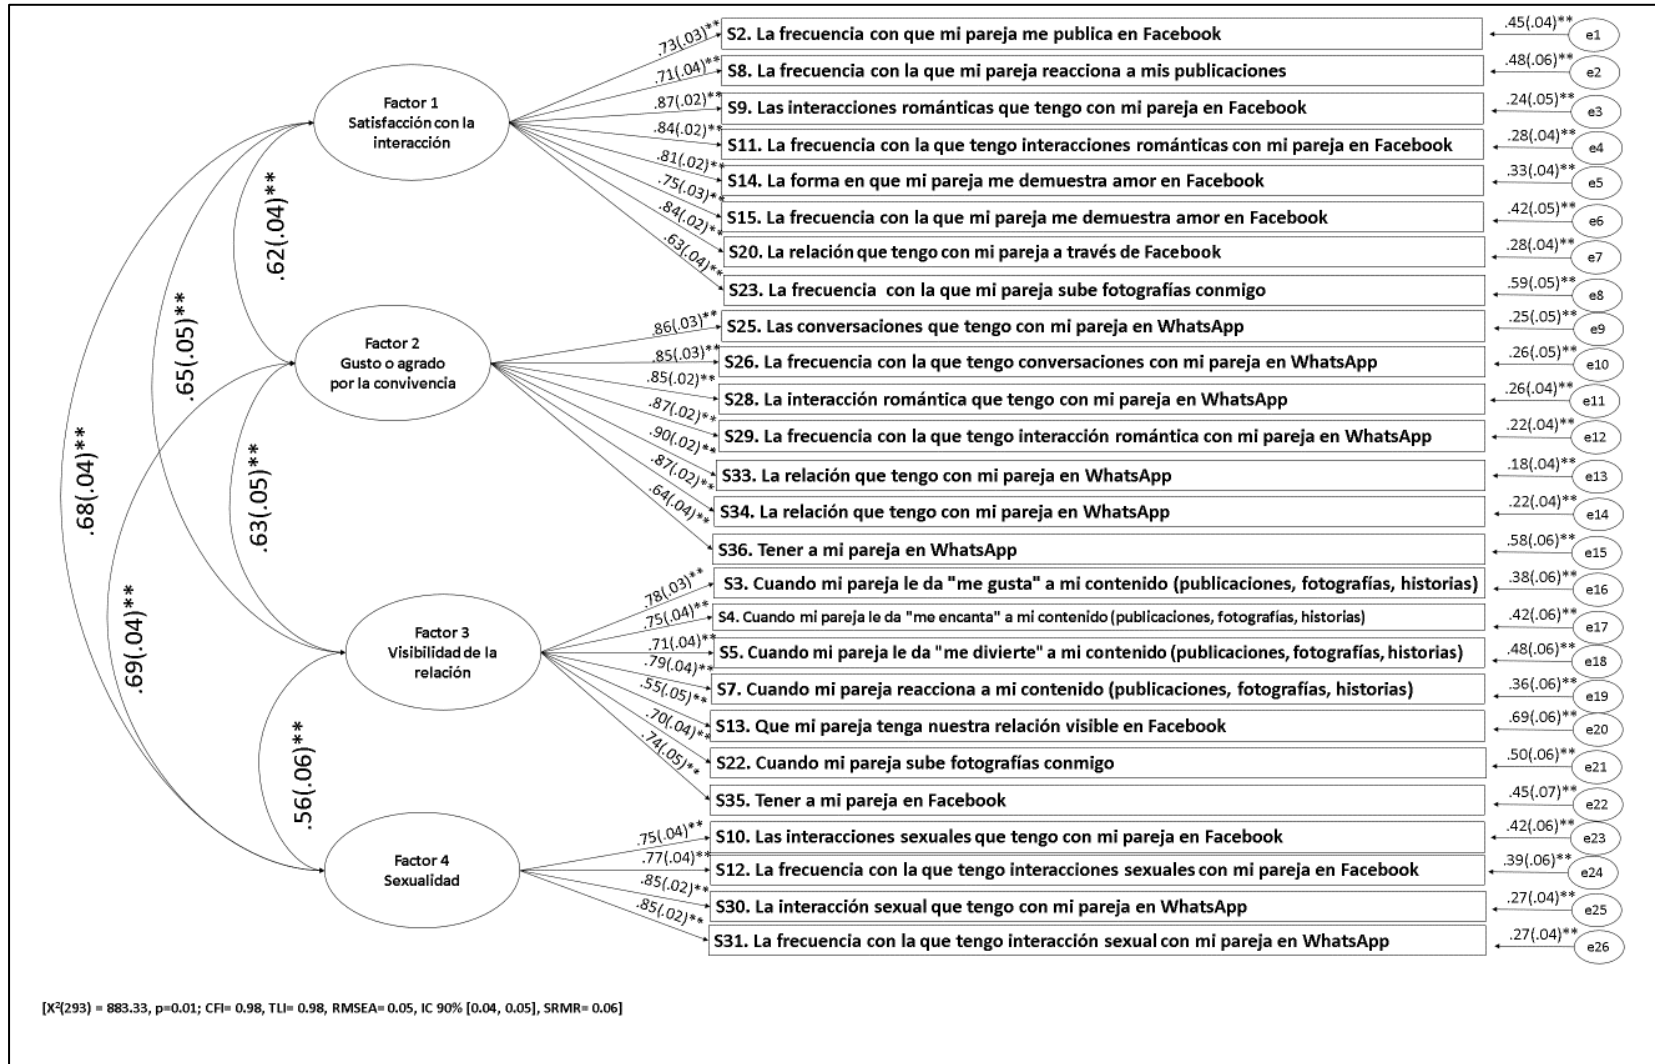 Factor 1
Satisfacción con la
interacción
Factor 2
Gusto o agrado
por la convivencia
Factor 3
Visibilidad de la
relación
Factor 4
Sexualidad
.62(.04)**
.65(.05)**
.68(.04)**
.63(.05)**
.69(.04)**
.56(.06)**
.73(.03)** S2. La frecuencia con que mi pareja me publica en Facebook .45(.04)** e1
.71(.04)** S8. La frecuencia con la que mi pareja reacciona a mis publicaciones .48(.06)** e2
.87(.02)** S9. Las interacciones románticas que tengo con mi pareja en Facebook .24(.05)** e3
.84(.02)** S11. La frecuencia con la que tengo interacciones románticas con mi pareja en Facebook .28(.04)** e4
.81(.02)** S14. La forma en que mi pareja me demuestra amor en Facebook .33(.04)** e5
.75(.03)** S15. La frecuencia con la que mi pareja me demuestra amor en Facebook .42(.05)** e6
.84(.02)** S20. La relación que tengo con mi pareja a través de Facebook .28(.04)** e7
.63(.04)** S23. La frecuencia con la que mi pareja sube fotografías conmigo .59(.05)** e8
.86(.03)** S25. Las conversaciones que tengo con mi pareja en WhatsApp .25(.05)** e9
.85(.03)** S26. La frecuencia con la que tengo conversaciones con mi pareja en WhatsApp .26(.05)** e10
.85(.02)** S28. La interacción romántica que tengo con mi pareja en WhatsApp .26(.04)** e11
.87(.02)** S29. La frecuencia con la que tengo interacción romántica con mi pareja en WhatsApp .22(.04)** e12
.90(.02)** S33. La relación que tengo con mi pareja en WhatsApp .18(.04)** e13
.87(.02)** S34. La relación que tengo con mi pareja en WhatsApp .22(.04)** e14
.64(.04)** S36. Tener a mi pareja en WhatsApp .58(.06)** e15
.78(.03)** S3. Cuando mi pareja le da "me gusta" a mi contenido (publicaciones, fotografías, historias) .38(.06)** e16
.75(.04)** S4. Cuando mi pareja le da "me encanta" a mi contenido (publicaciones, fotografías, historias) .42(.06)** e17
.71(.04)** S5. Cuando mi pareja le da "me divierte" a mi contenido (publicaciones, fotografías, historias) .48(.06)** e18
.79(.04)** S7. Cuando mi pareja reacciona a mi contenido (publicaciones, fotografías, historias) .36(.06)** e19
.55(.05)** S13. Que mi pareja tenga nuestra relación visible en Facebook .69(.06)** e20
.70(.04)** S22. Cuando mi pareja sube fotografías conmigo .50(.06)** e21
.74(.05)** S35. Tener a mi pareja en Facebook .45(.07)** e22
.75(.04)** S10. Las interacciones sexuales que tengo con mi pareja en Facebook .42(.06)** e23
.77(.04)** S12. La frecuencia con la que tengo interacciones sexuales con mi pareja en Facebook .39(.06)** e24
.85(.02)** S30. La interacción sexual que tengo con mi pareja en WhatsApp .27(.04)** e25
.85(.02)** S31. La frecuencia con la que tengo interacción sexual con mi pareja en WhatsApp .27(.04)** e26
[X²(293) = 883.33, p=0.01; CFI= 0.98, TLI= 0.98, RMSEA= 0.05, IC 90% [0.04, 0.05], SRMR= 0.06]